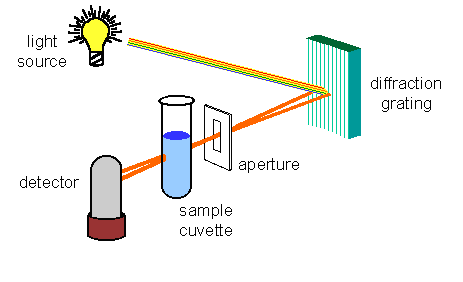 light
source
diffraction
grating
aperture
detector
sample
cuvette